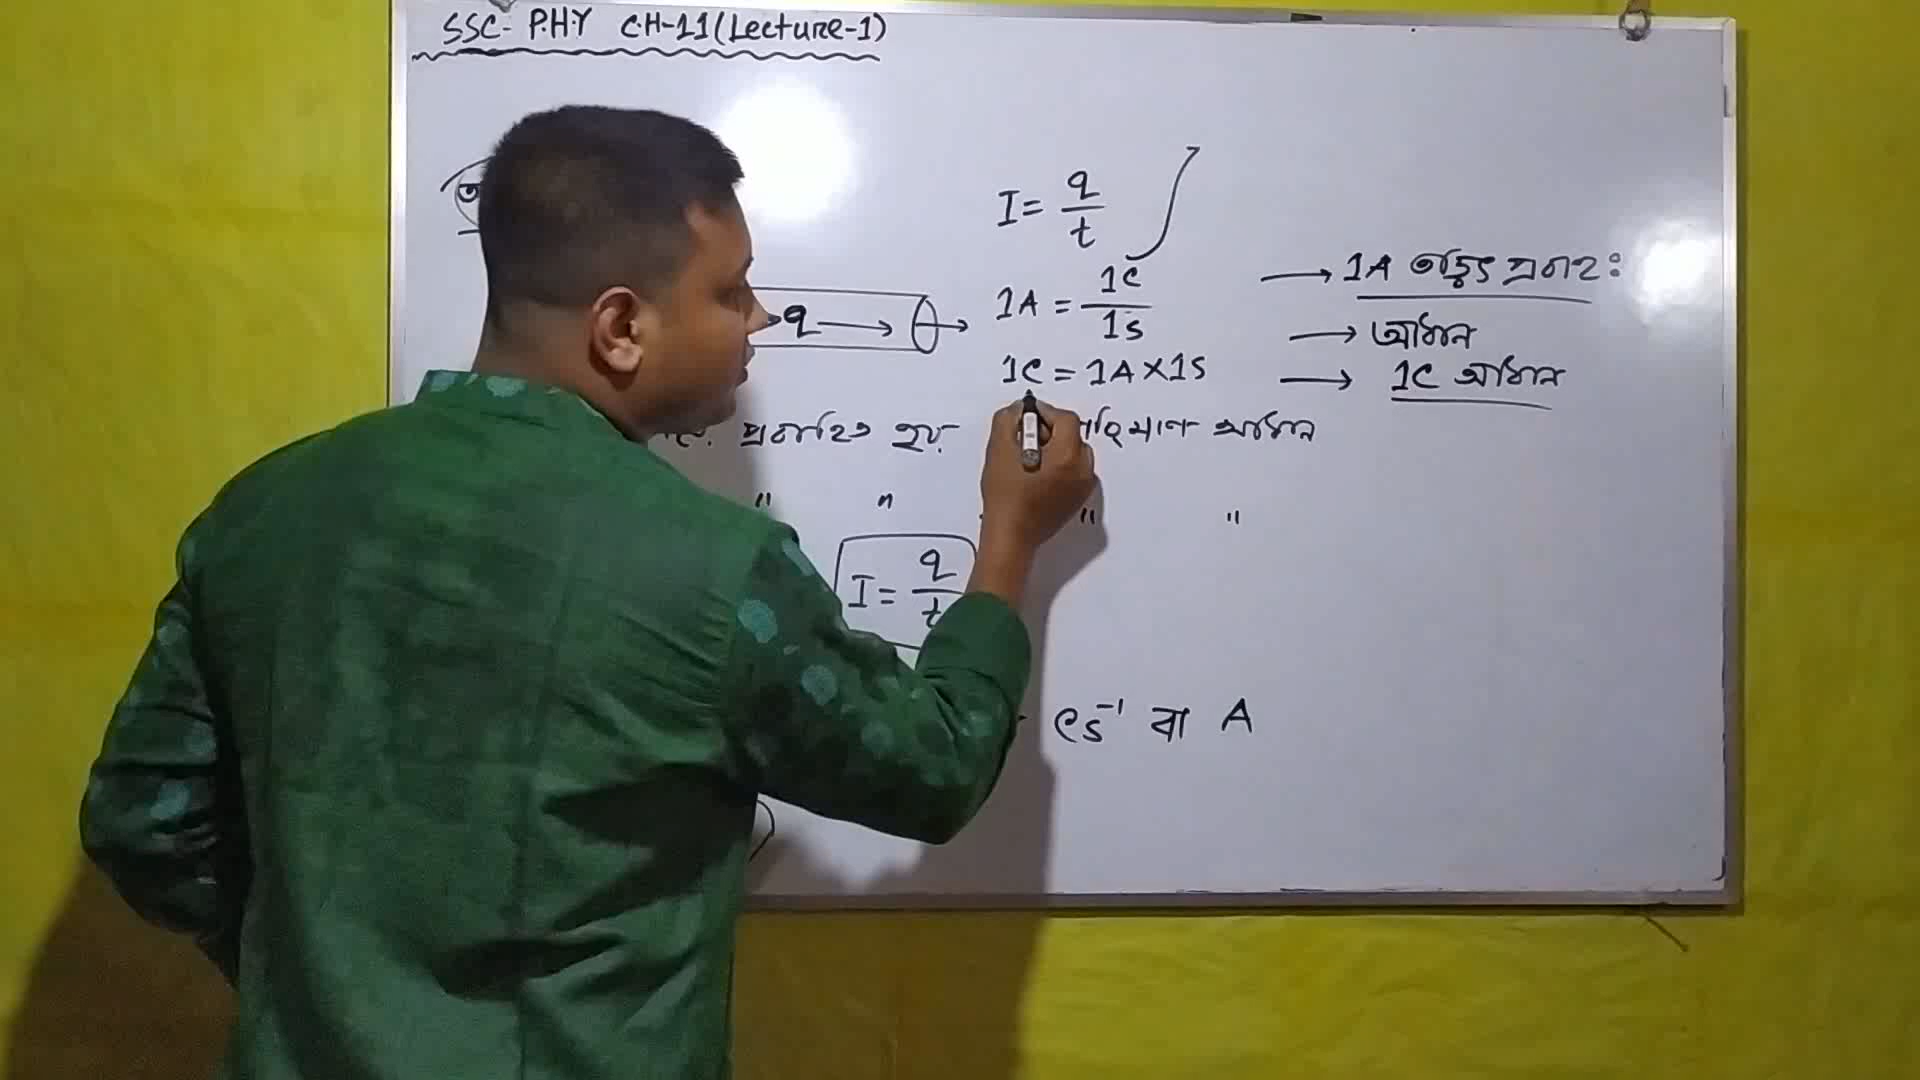 SSC- P.H.Y CH-11 (Lecture-1)
I = q/t
1A = 1C/1s
→ 1A তড়িৎ প্রবাহ :
→ আধান
q →
1C = 1A×1s
→ 1C আধান
প্রবাহিত হয় পরিমাণ আধান
" " " "
I = q/t
Cs⁻¹ বা A